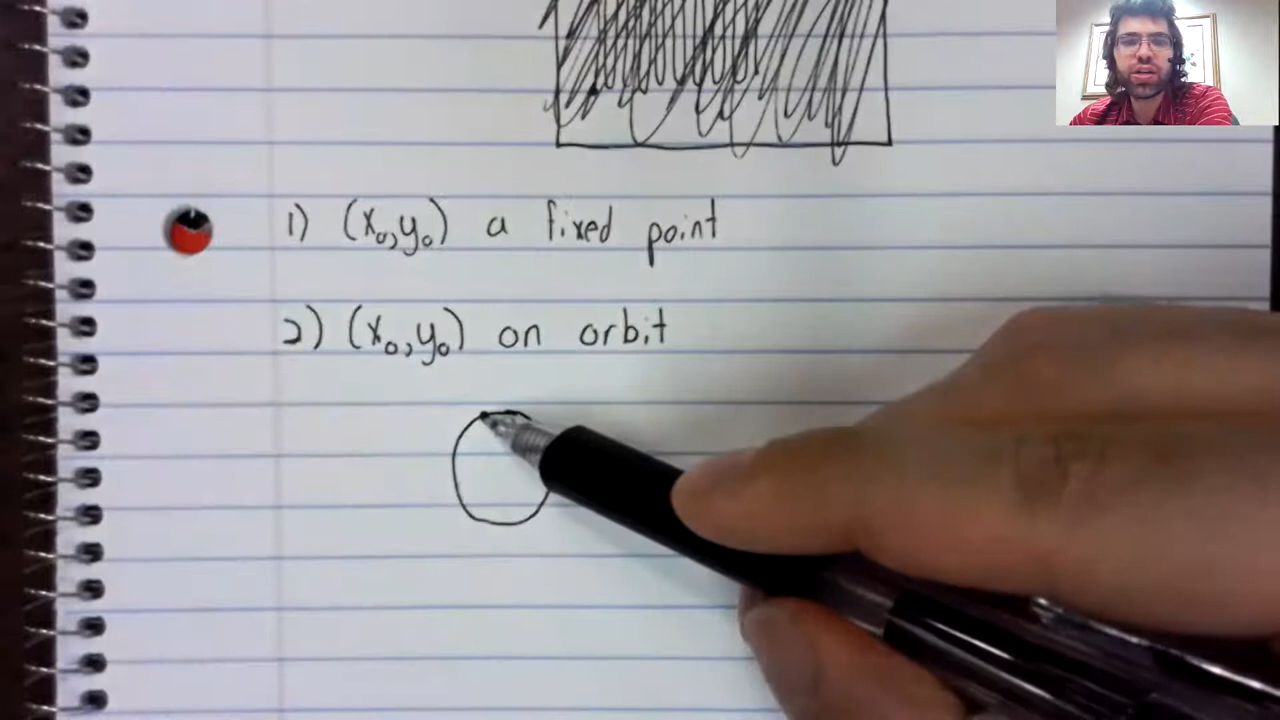 1) (x₀,y₀) a fixed point
2) (x₀,y₀) on orbit